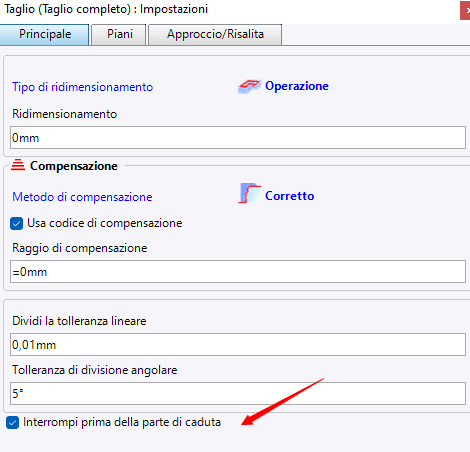 Taglio (Taglio completo) : Impostazioni
Principale
Piani
Approccio/Risalita
Tipo di ridimensionamento
Operazione
Ridimensionamento
0mm
Compensazione
Metodo di compensazione
Corretto
Usa codice di compensazione
Raggio di compensazione
=0mm
Dividi la tolleranza lineare
0,01mm
Tolleranza di divisione angolare
5°
Interrompi prima della parte di caduta